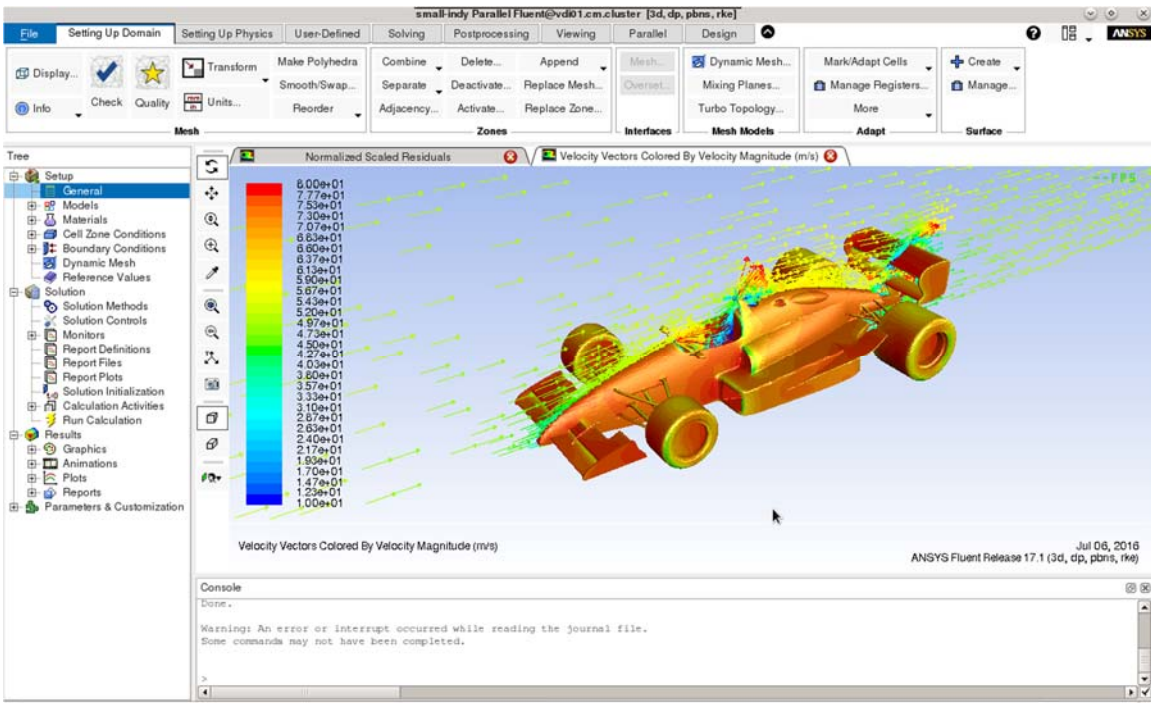 small-indy Parallel Fluent@vdi01.cm.cluster [3d, dp, pbns, rke]
File Setting Up Domain Setting Up Physics User-Defined Solving Postprocessing Viewing Parallel Design ANSYS
Display... Transform Make Polyhedra Combine Delete... Append Mesh... Dynamic Mesh... Mark/Adapt Cells Create
Smooth/Swap... Separate Deactivate... Replace Mesh... Overset... Mixing Planes... Manage Registers... Manage...
Info Check Quality Units... Reorder Adjacency... Activate... Replace Zone... Turbo Topology... More
Mesh Zones Interfaces Mesh Models Adapt Surface
Tree
Setup
General
Models
Materials
Cell Zone Conditions
Boundary Conditions
Dynamic Mesh
Reference Values
Solution
Solution Methods
Solution Controls
Monitors
Report Definitions
Report Files
Report Plots
Solution Initialization
Calculation Activities
Run Calculation
Results
Graphics
Animations
Plots
Reports
Parameters & Customization
Normalized Scaled Residuals Velocity Vectors Colored By Velocity Magnitude (m/s)
--FPS
8.00e+01
7.77e+01
7.53e+01
7.30e+01
7.07e+01
6.83e+01
6.60e+01
6.37e+01
6.13e+01
5.90e+01
5.67e+01
5.43e+01
5.20e+01
4.97e+01
4.73e+01
4.50e+01
4.27e+01
4.03e+01
3.80e+01
3.57e+01
3.33e+01
3.10e+01
2.87e+01
2.63e+01
2.40e+01
2.17e+01
1.93e+01
1.70e+01
1.47e+01
1.23e+01
1.00e+01
Velocity Vectors Colored By Velocity Magnitude (m/s)
Jul 06, 2016
ANSYS Fluent Release 17.1 (3d, dp, pbns, rke)
Console
Done.
Warning: An error or interrupt occurred while reading the journal file.
Some commands may not have been completed.
>